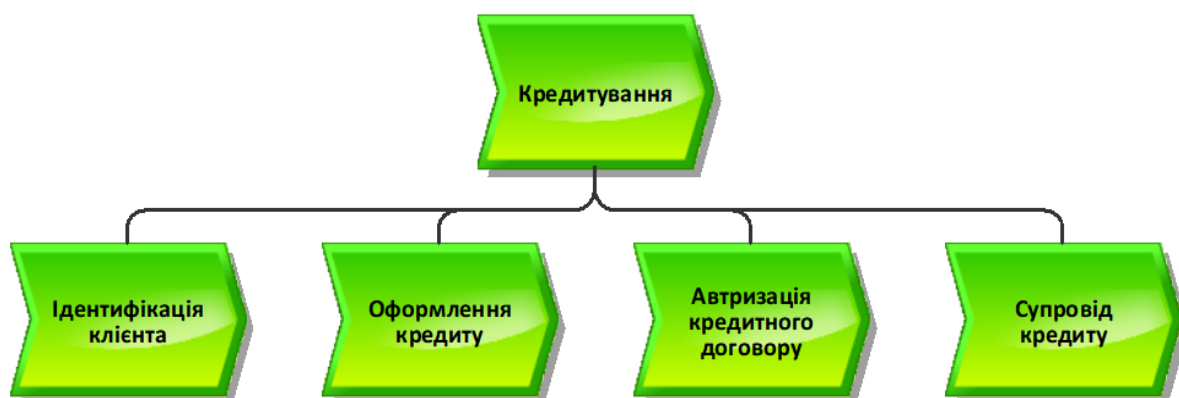 Кредитування
Ідентифікація
клієнта
Оформлення
кредиту
Автризація
кредитного
договору
Супровід
кредиту